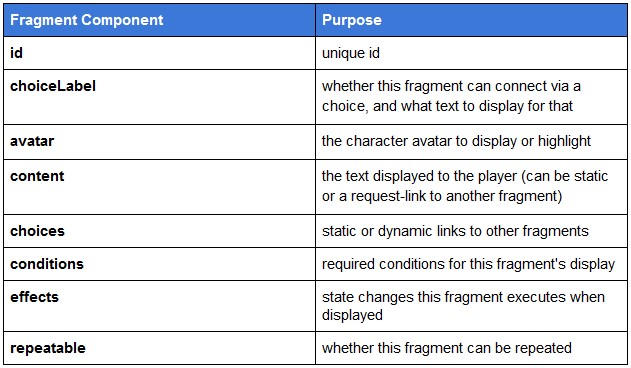 Fragment Component Purpose
id unique id
choiceLabel whether this fragment can connect via a
choice, and what text to display for that
avatar the character avatar to display or highlight
content the text displayed to the player (can be static
or a request-link to another fragment)
choices static or dynamic links to other fragments
conditions required conditions for this fragment's display
effects state changes this fragment executes when
displayed
repeatable whether this fragment can be repeated